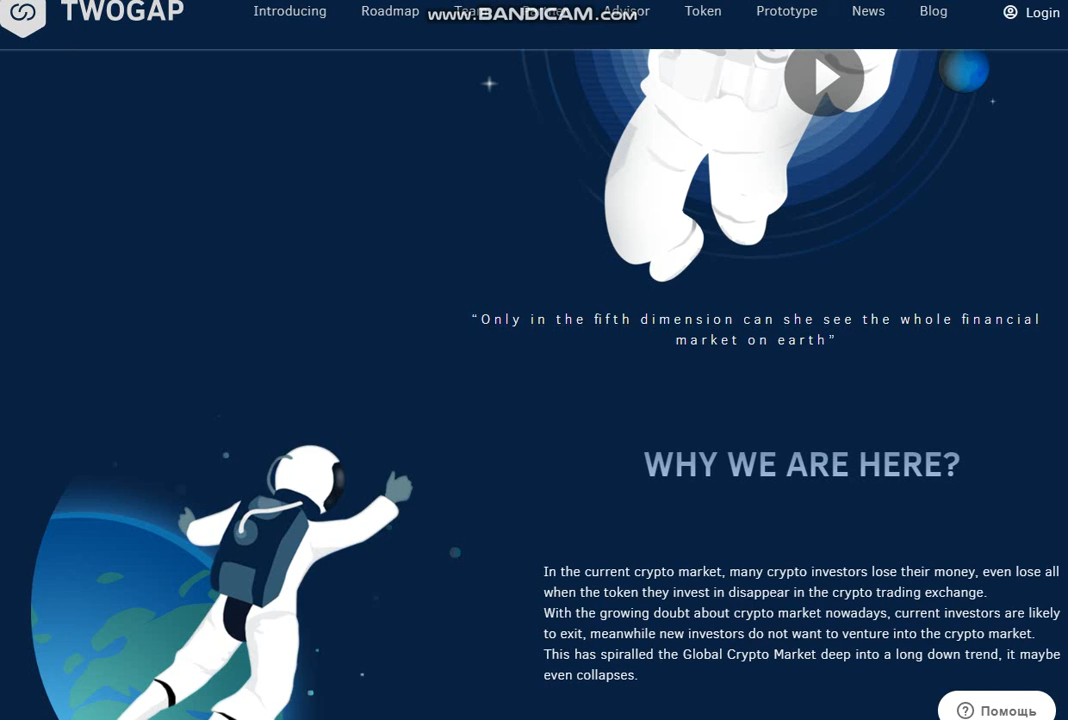 TWOGAP
Introducing Roadmap Advisor Token Prototype News Blog Login
www.BANDICAM.com
“Only in the fifth dimension can she see the whole financial
market on earth”
WHY WE ARE HERE?
In the current crypto market, many crypto investors lose their money, even lose all
when the token they invest in disappear in the crypto trading exchange.
With the growing doubt about crypto market nowadays, current investors are likely
to exit, meanwhile new investors do not want to venture into the crypto market.
This has spiralled the Global Crypto Market deep into a long down trend, it maybe
even collapses.
Помощь